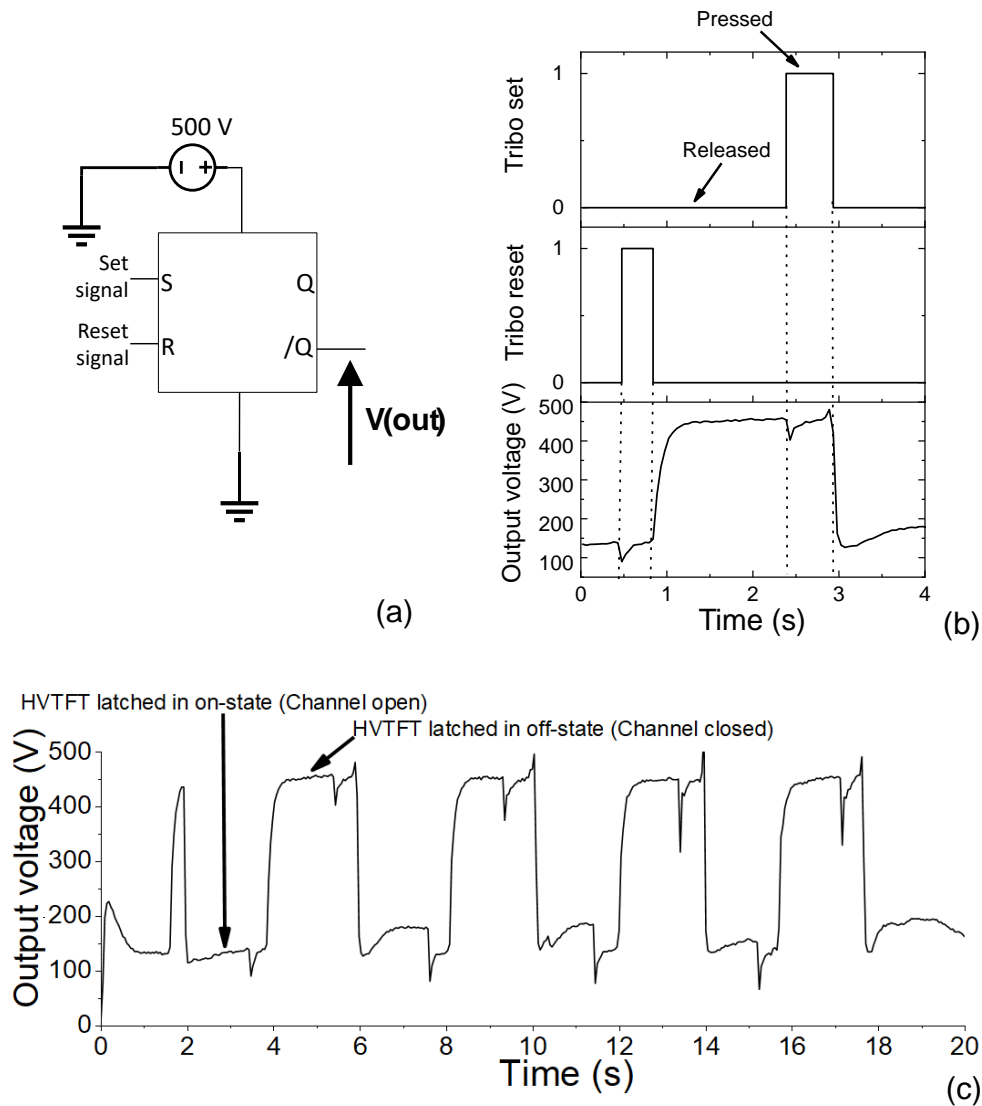 500 V
Set
signal
S
Q
Reset
signal
R
/Q
V(out)
(a)
Pressed
Released
Tribo set
1
0
Tribo reset
1
0
Output voltage (V)
500
400
300
200
100
0 1 2 3 4
Time (s)
(b)
HVTFT latched in on-state (Channel open)
HVTFT latched in off-state (Channel closed)
Output voltage (V)
500
400
300
200
100
0
0 2 4 6 8 10 12 14 16 18 20
Time (s)
(c)